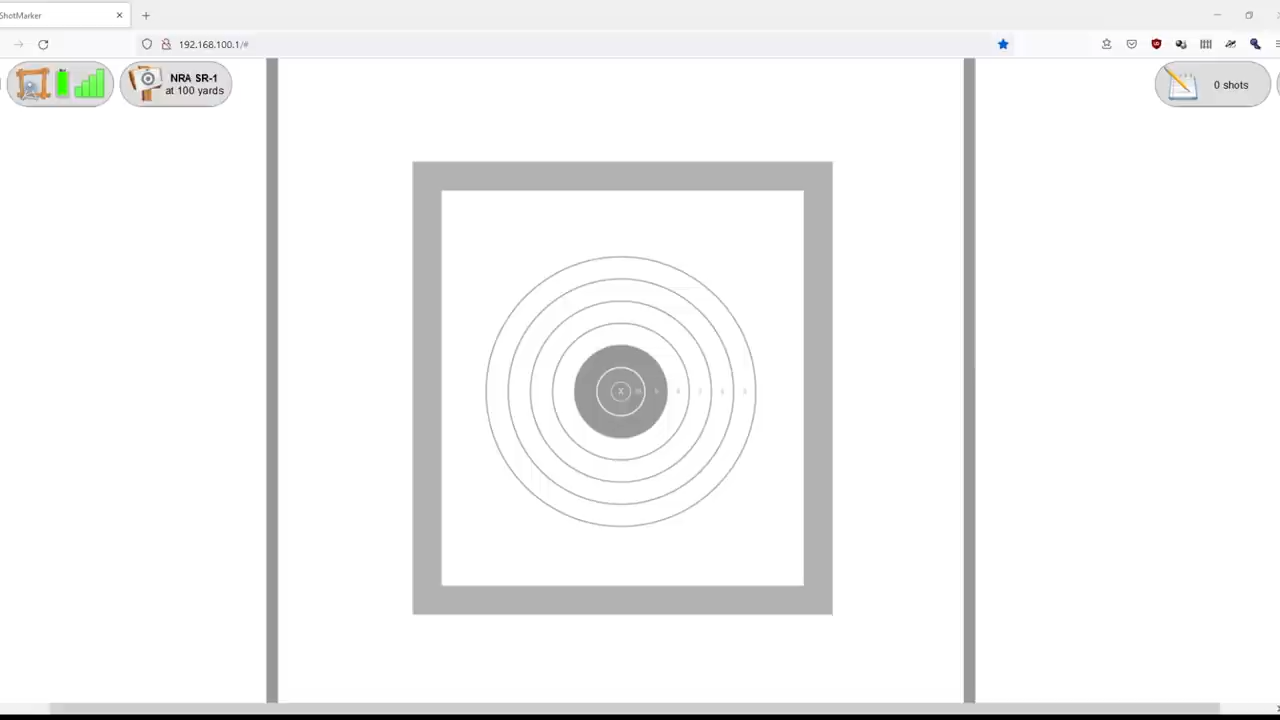 ShotMarker
192.168.100.1/#
NRA SR-1
at 100 yards
0 shots
X